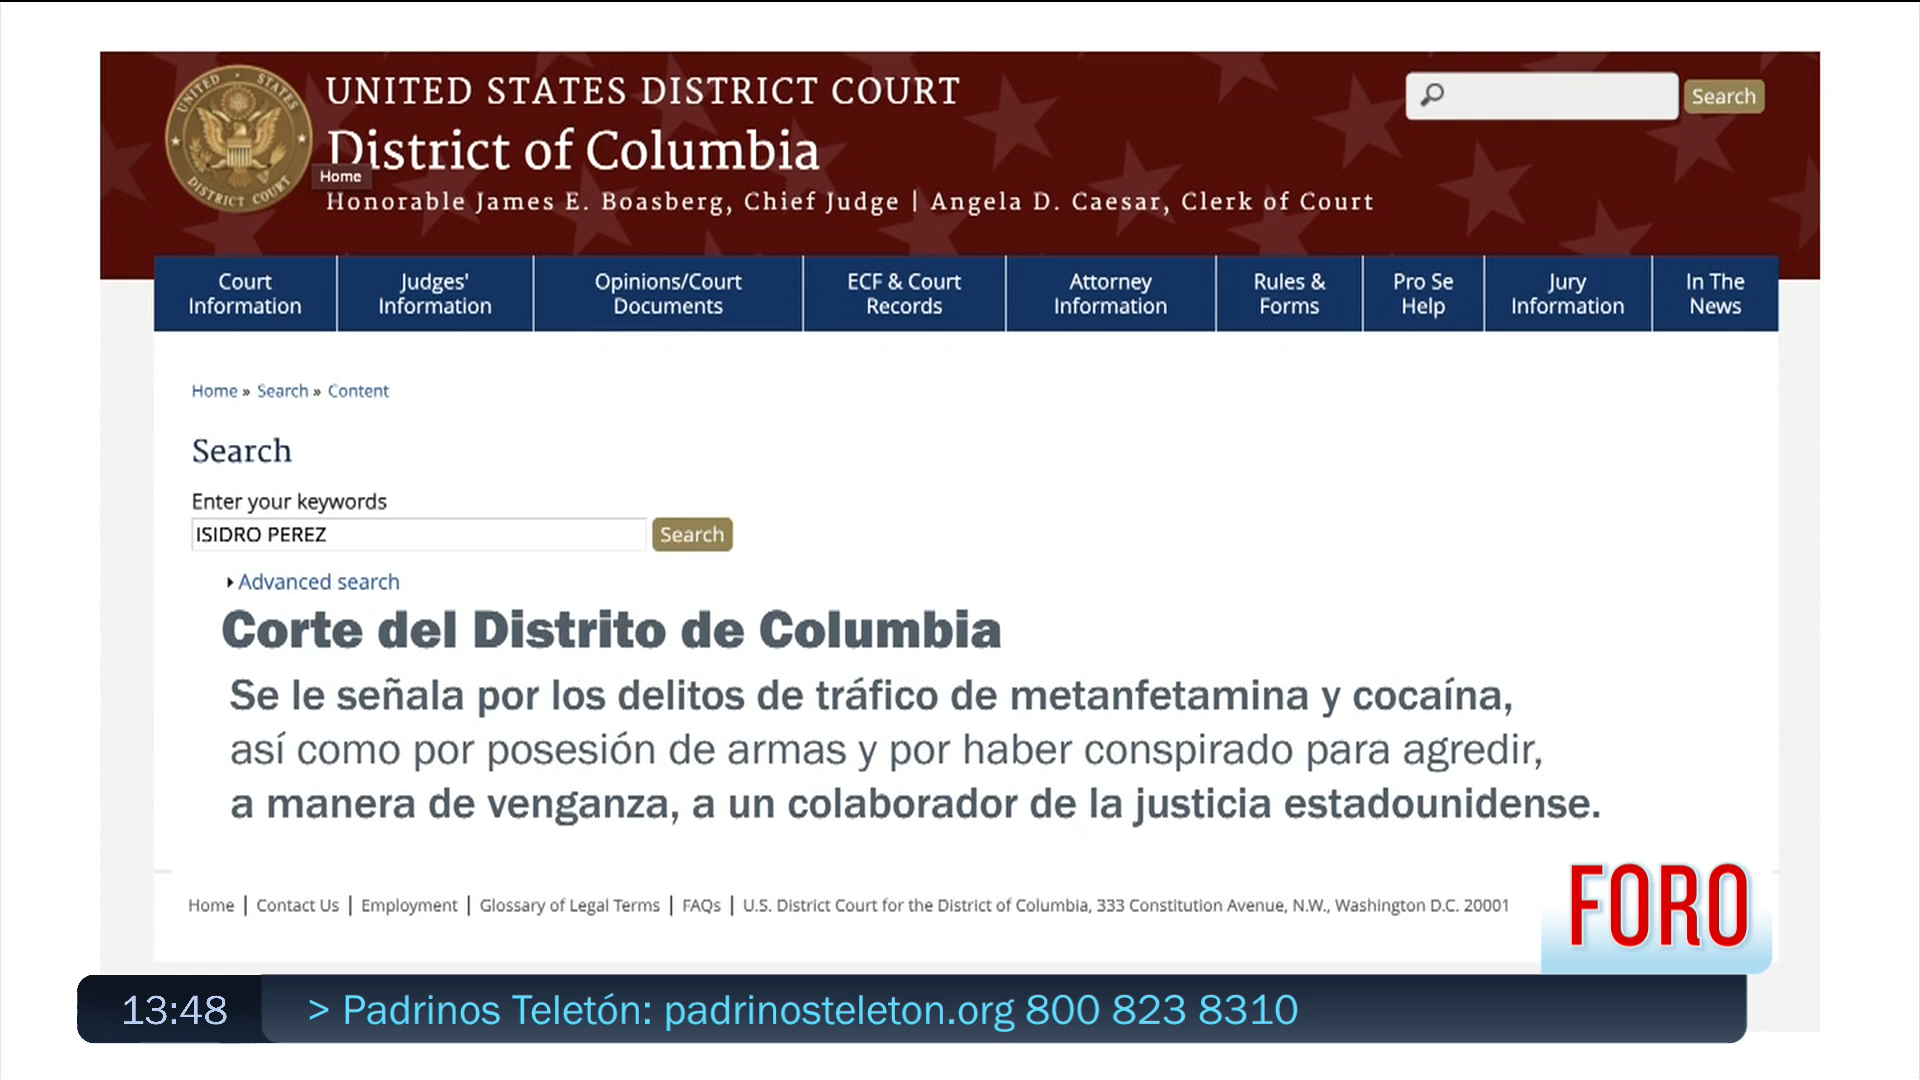 UNITED STATES DISTRICT COURT
District of Columbia
Honorable James E. Boasberg, Chief Judge | Angela D. Caesar, Clerk of Court
UNITED STATES
DISTRICT COURT
Home
Search
Court Information
Judges' Information
Opinions/Court Documents
ECF & Court Records
Attorney Information
Rules & Forms
Pro Se Help
Jury Information
In The News
Home » Search » Content
Search
Enter your keywords
ISIDRO PEREZ Search
Advanced search
Corte del Distrito de Columbia
Se le señala por los delitos de tráfico de metanfetamina y cocaína,
así como por posesión de armas y por haber conspirado para agredir,
a manera de venganza, a un colaborador de la justicia estadounidense.
Home | Contact Us | Employment | Glossary of Legal Terms | FAQs | U.S. District Court for the District of Columbia, 333 Constitution Avenue, N.W., Washington D.C. 20001
FORO
13:48 > Padrinos Teletón: padrinosteleton.org 800 823 8310